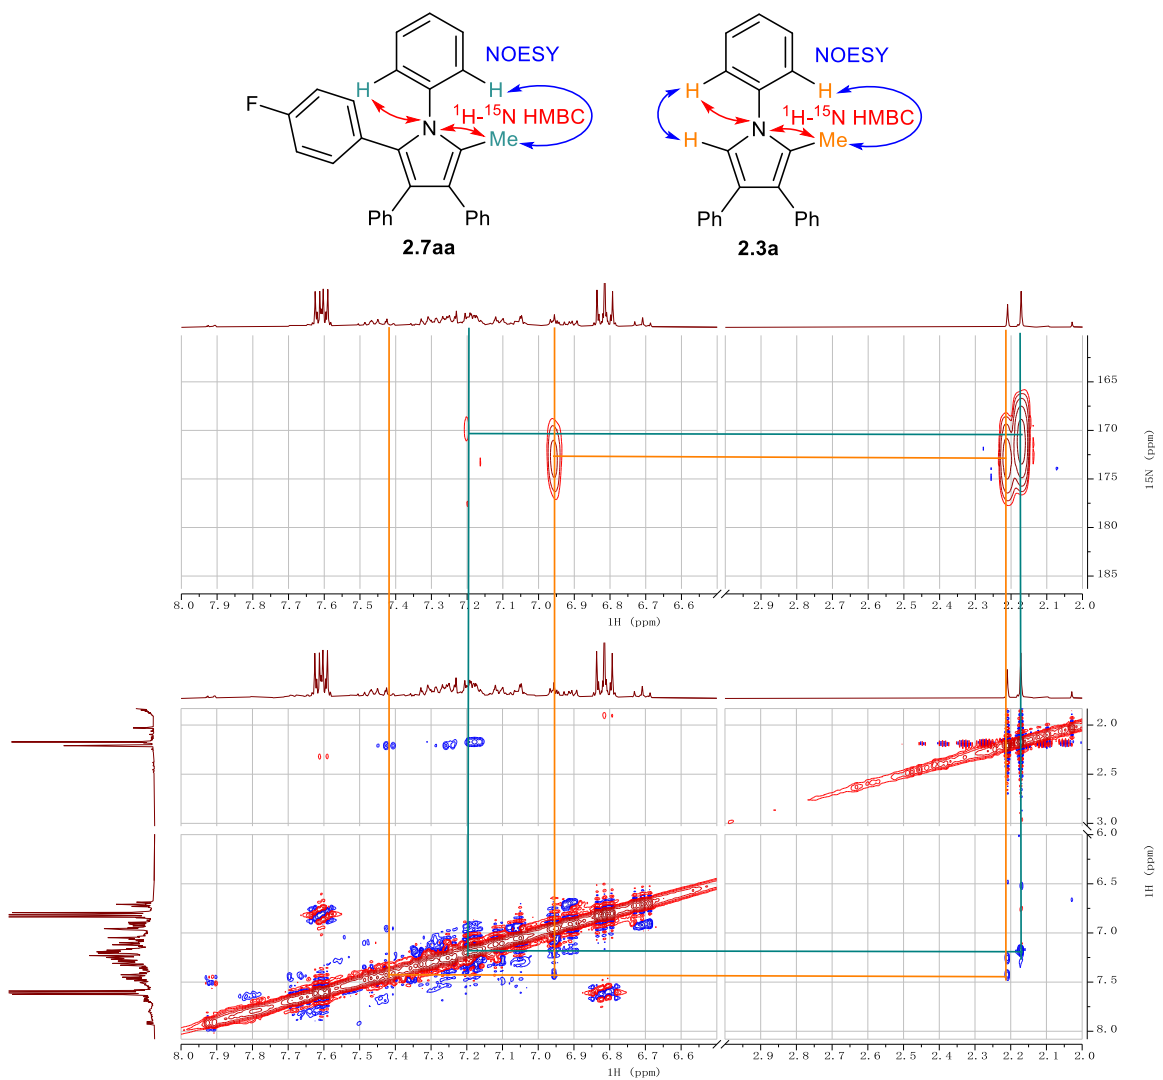 NOESY
NOESY
H
H
H
H
F
¹H-¹⁵N HMBC
¹H-¹⁵N HMBC
N
Me
H
N
Me
Ph
Ph
Ph
Ph
2.7aa
2.3a
165
170
175
180
185
15N (ppm)
8.0 7.9 7.8 7.7 7.6 7.5 7.4 7.3 7.2 7.1 7.0 6.9 6.8 6.7 6.6 2.9 2.8 2.7 2.6 2.5 2.4 2.3 2.2 2.1 2.0
1H (ppm)
2.0
2.5
3.0
6.0
6.5
7.0
7.5
8.0
1H (ppm)
8.0 7.9 7.8 7.7 7.6 7.5 7.4 7.3 7.2 7.1 7.0 6.9 6.8 6.7 6.6 2.9 2.8 2.7 2.6 2.5 2.4 2.3 2.2 2.1 2.0
1H (ppm)